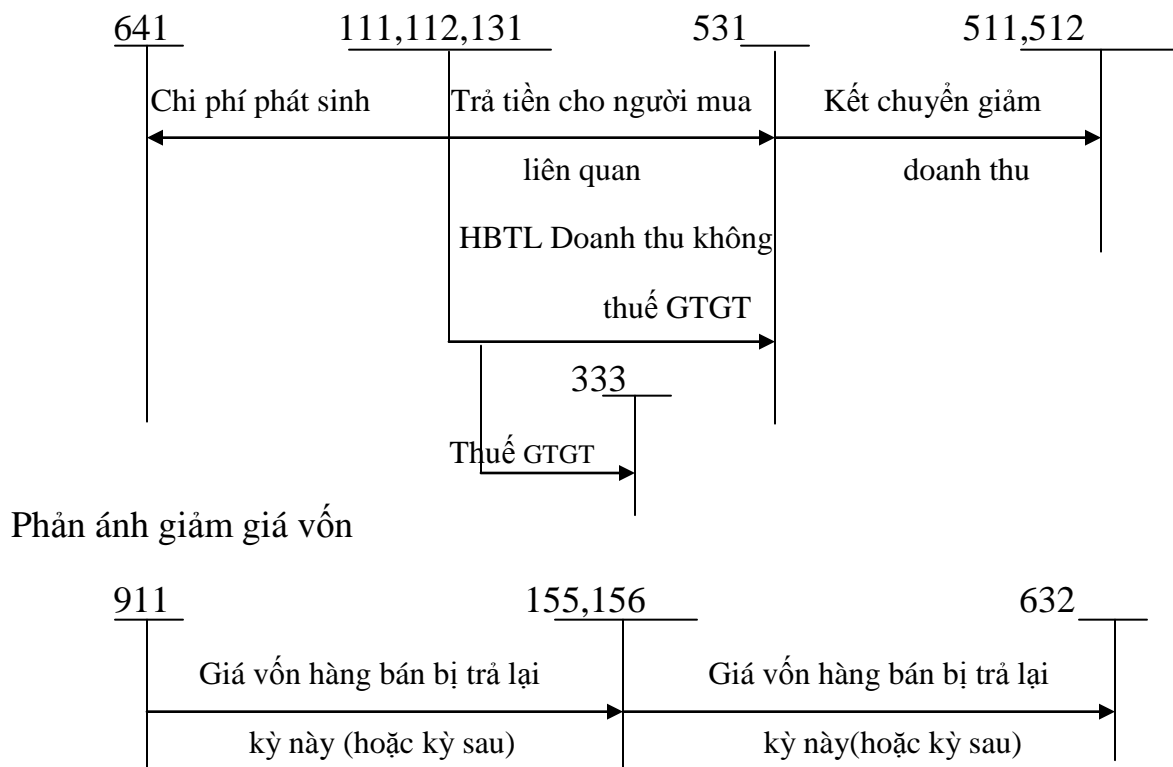 641 111,112,131 531 511,512
Chi phí phát sinh Trả tiền cho người mua Kết chuyển giảm
liên quan doanh thu
HBTL Doanh thu không
thuế GTGT
333
Thuế GTGT
Phản ánh giảm giá vốn
911 155,156 632
Giá vốn hàng bán bị trả lại Giá vốn hàng bán bị trả lại
kỳ này (hoặc kỳ sau) kỳ này(hoặc kỳ sau)